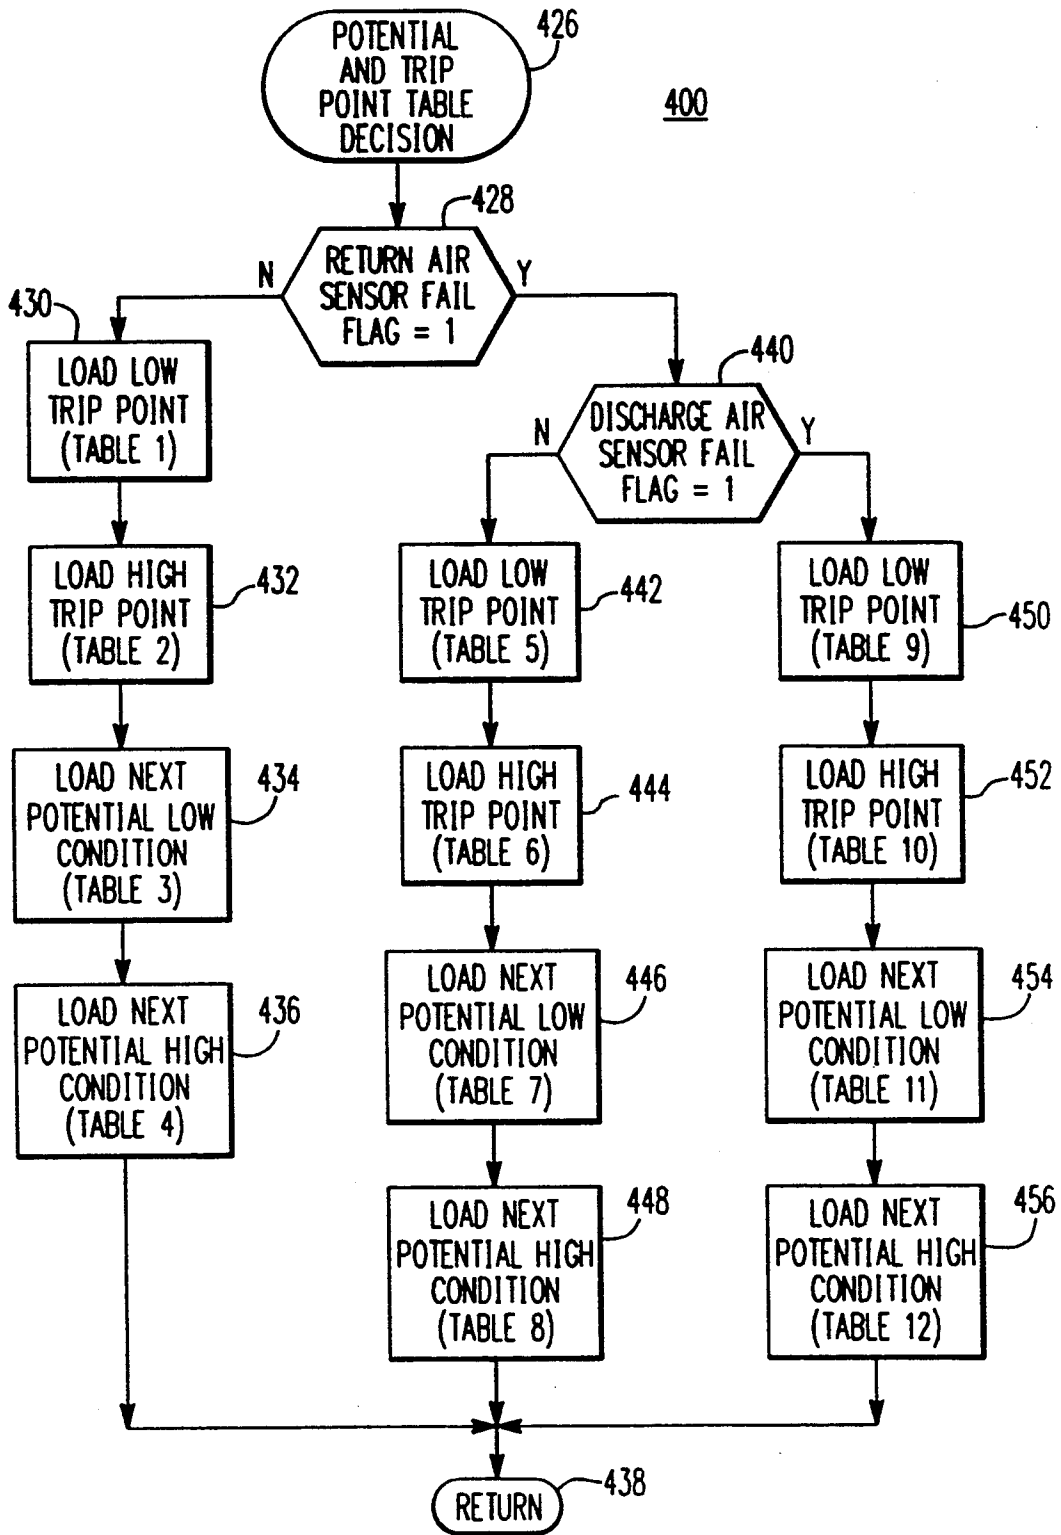 POTENTIAL
AND TRIP
POINT TABLE
DECISION
426
400
428
RETURN AIR
SENSOR FAIL
FLAG = 1
N
Y
430
LOAD LOW
TRIP POINT
(TABLE 1)
440
DISCHARGE AIR
SENSOR FAIL
FLAG = 1
N
Y
LOAD HIGH
TRIP POINT
(TABLE 2)
432
LOAD LOW
TRIP POINT
(TABLE 5)
442
LOAD LOW
TRIP POINT
(TABLE 9)
450
LOAD NEXT
POTENTIAL LOW
CONDITION
(TABLE 3)
434
LOAD HIGH
TRIP POINT
(TABLE 6)
444
LOAD HIGH
TRIP POINT
(TABLE 10)
452
LOAD NEXT
POTENTIAL HIGH
CONDITION
(TABLE 4)
436
LOAD NEXT
POTENTIAL LOW
CONDITION
(TABLE 7)
446
LOAD NEXT
POTENTIAL LOW
CONDITION
(TABLE 11)
454
LOAD NEXT
POTENTIAL HIGH
CONDITION
(TABLE 8)
448
LOAD NEXT
POTENTIAL HIGH
CONDITION
(TABLE 12)
456
RETURN
438